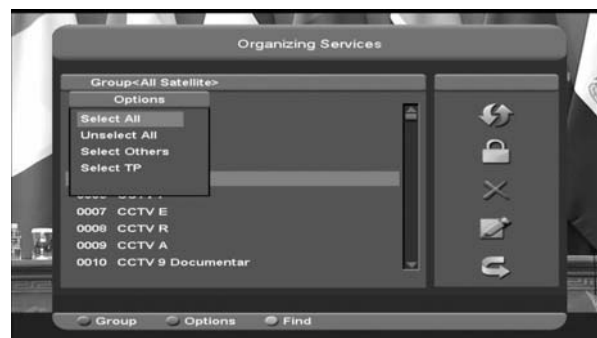 Organizing Services
Group<All Satellite>
Options
Select All
Unselect All
Select Others
Select TP
0007 CCTV E
0008 CCTV R
0009 CCTV A
0010 CCTV 9 Documentar
Group Options Find